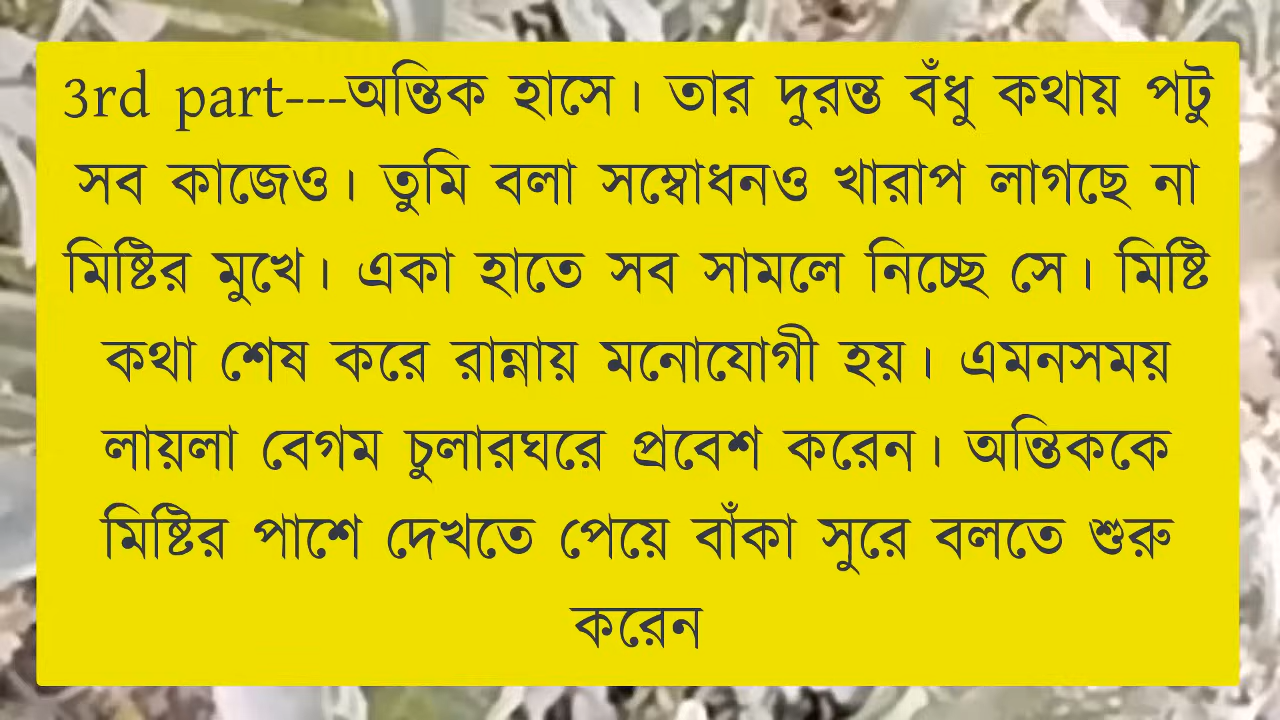 3rd part---অন্তিক হাসে। তার দুরন্ত বঁধু কথায় পটু
সব কাজেও। তুমি বলা সম্বোধনও খারাপ লাগছে না
মিষ্টির মুখে। একা হাতে সব সামলে নিচ্ছে সে। মিষ্টি
কথা শেষ করে রান্নায় মনোযোগী হয়। এমনসময়
লায়লা বেগম চুলারঘরে প্রবেশ করেন। অন্তিককে
মিষ্টির পাশে দেখতে পেয়ে বাঁকা সুরে বলতে শুরু
করেন